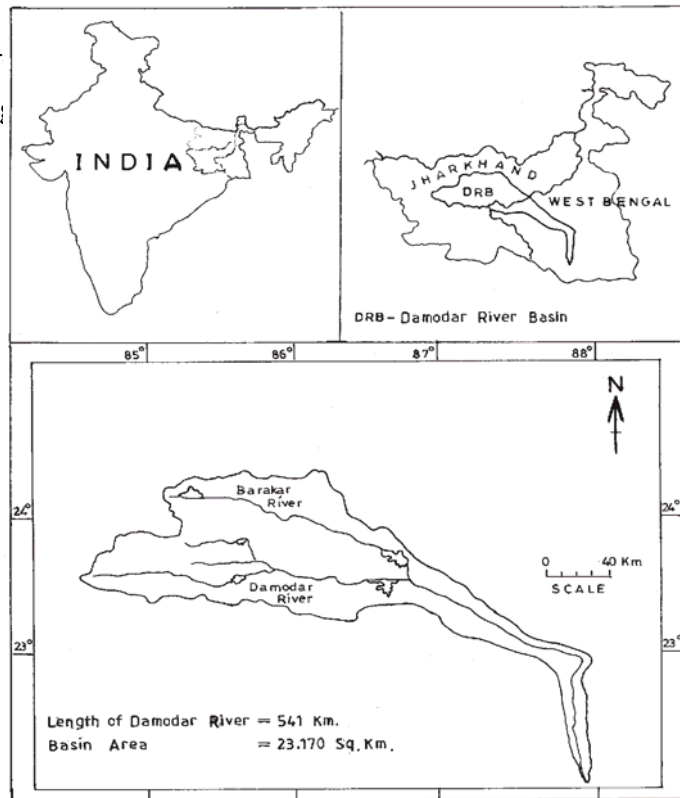 INDIA
JHARKHAND
DRB
WEST BENGAL
DRB- Damodar River Basin
85° 86° 87° 88°
N
Barakar
River
24° 24°
0 40 Km
SCALE
Damodar
River
23° 23°
Length of Damodar River = 541 Km.
Basin Area = 23.170 Sq.Km.